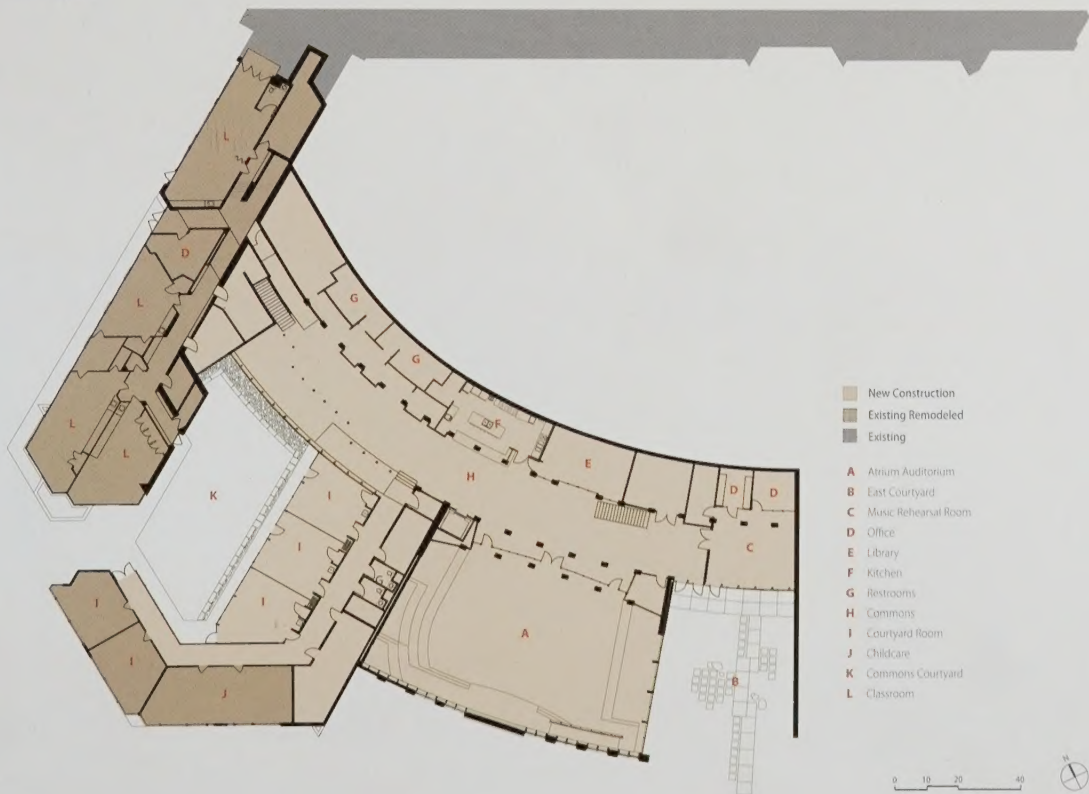 L
D
L
G
G
L
L
F
E
D
D
H
K
I
I
I
C
J
I
J
A
B
New Construction
Existing Remodeled
Existing
A Atrium Auditorium
B East Courtyard
C Music Rehearsal Room
D Office
E Library
F Kitchen
G Restrooms
H Commons
I Courtyard Room
J Childcare
K Commons Courtyard
L Classroom
0 10 20 40
N